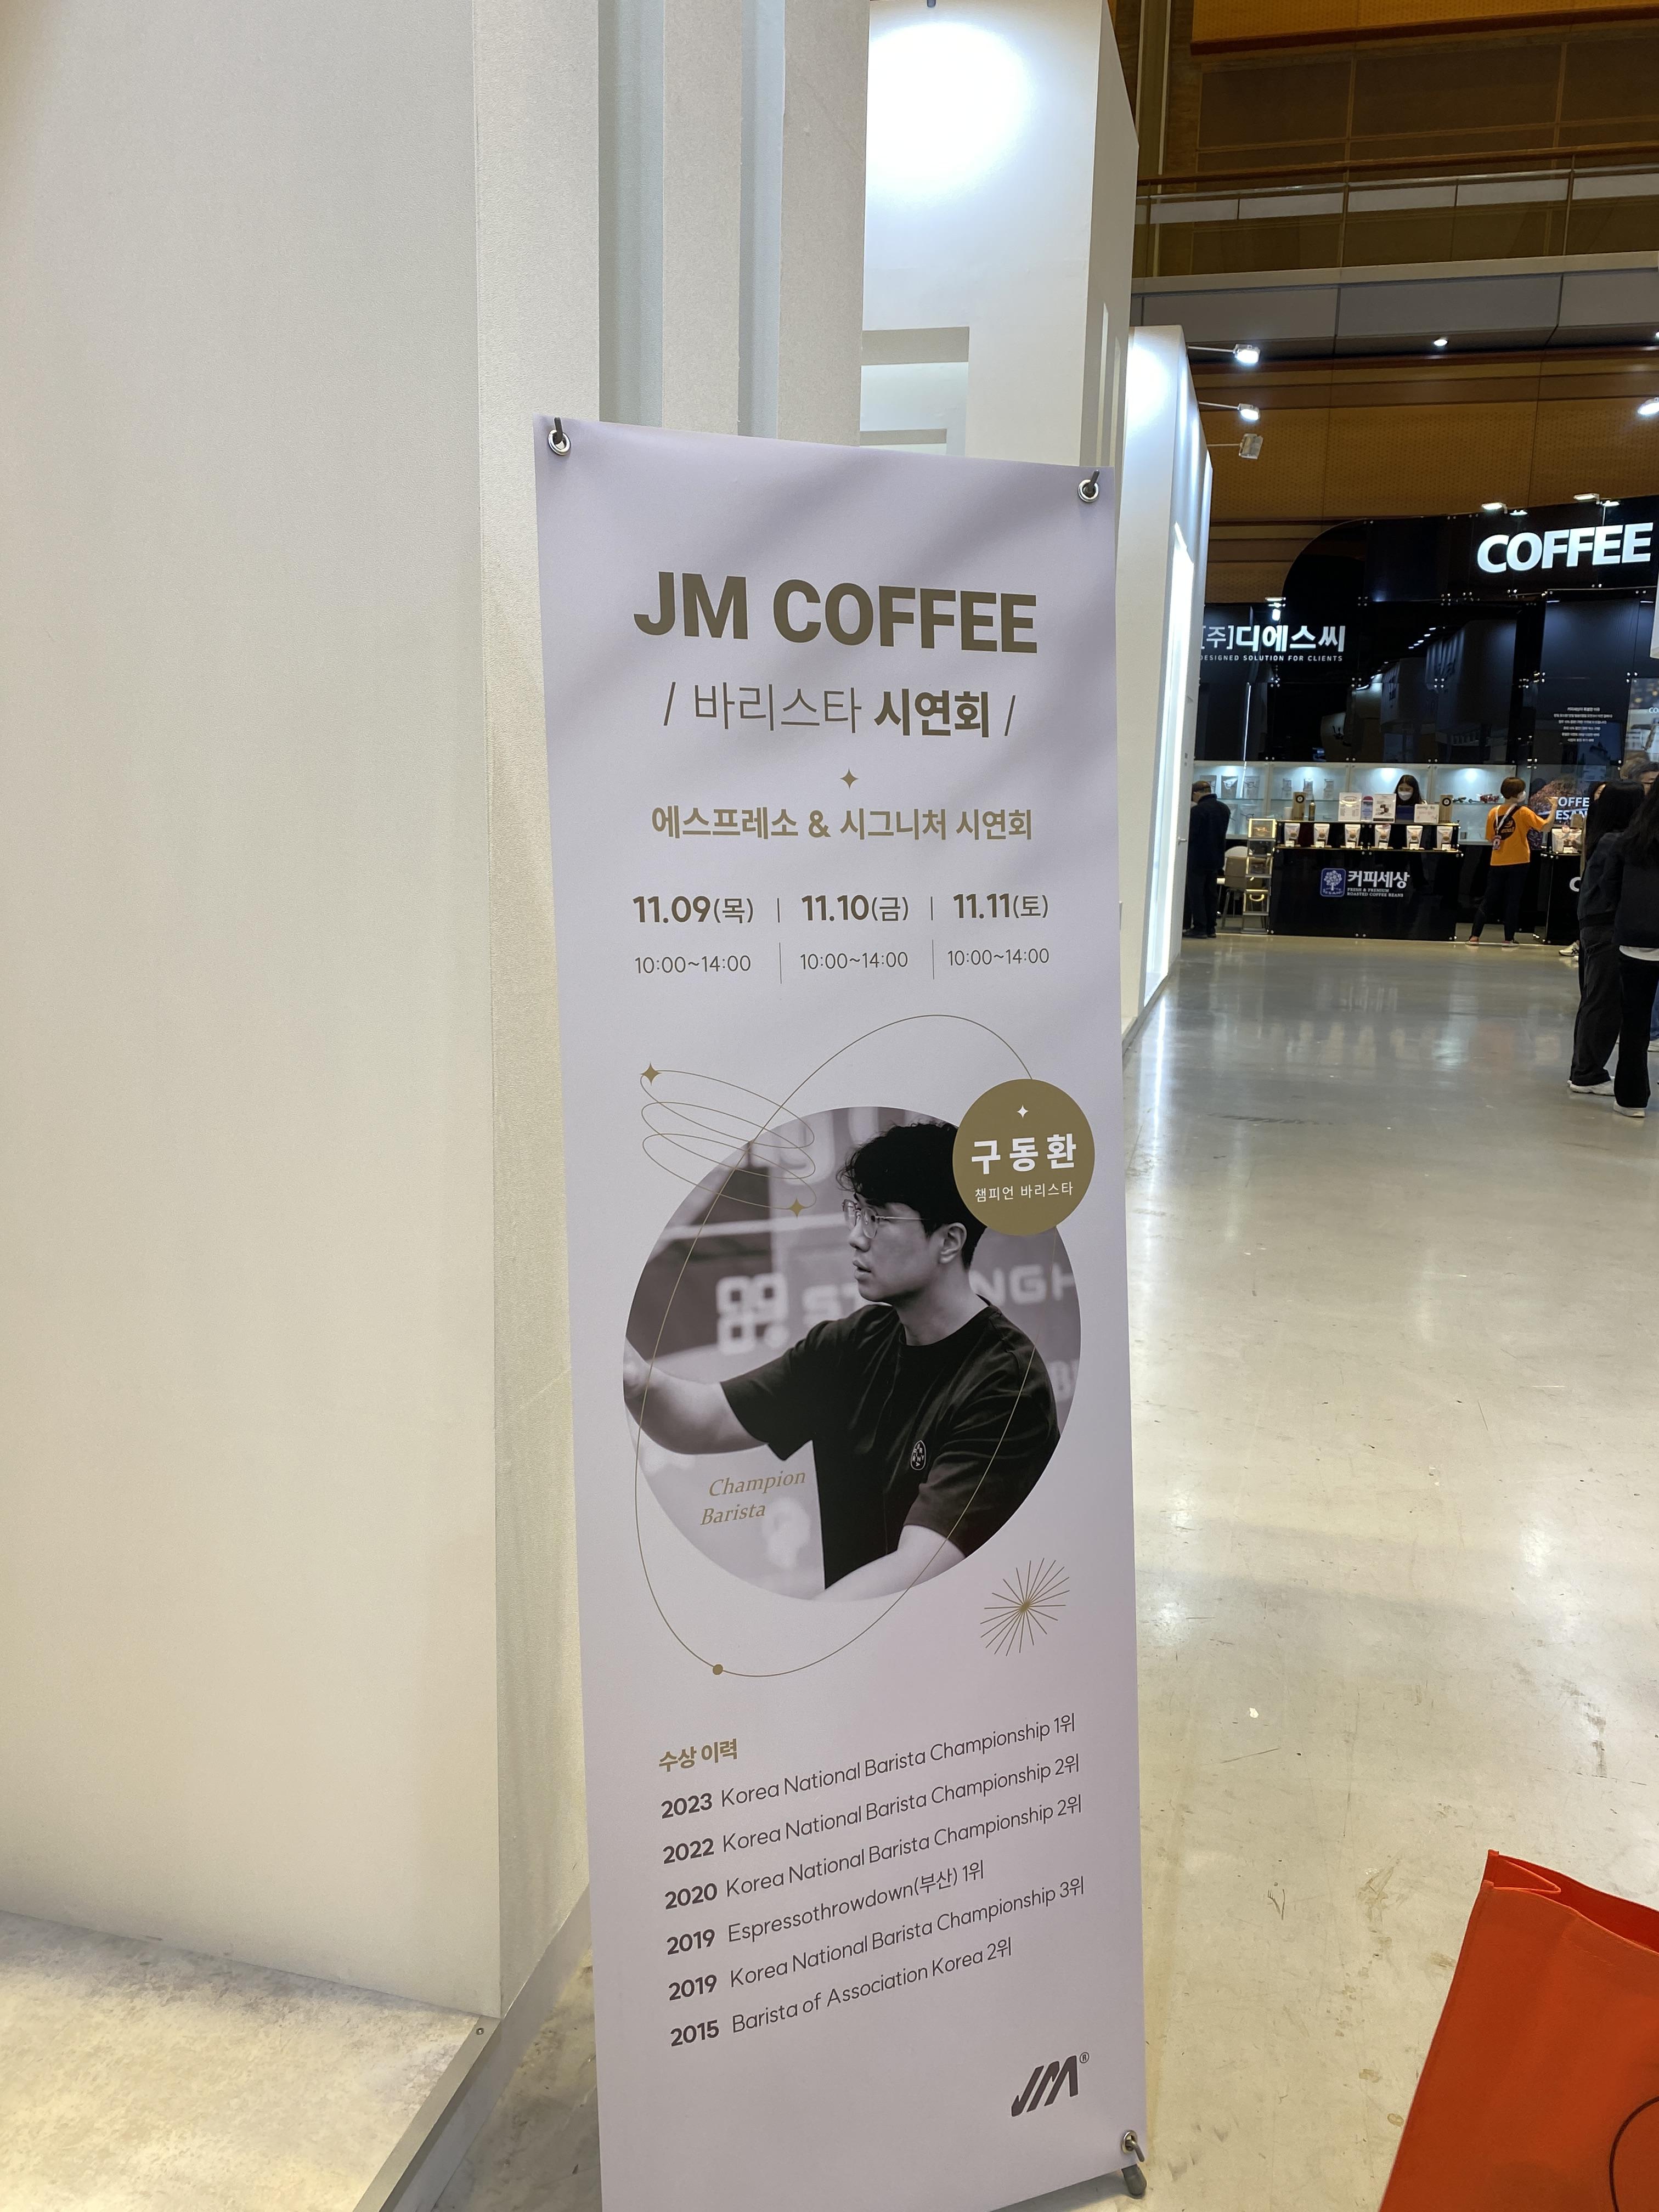 JM COFFEE
/ 바리스타 시연회 /
에스프레소 & 시그니처 시연회
11.09(목) | 11.10(금) | 11.11(토)
10:00~14:00 | 10:00~14:00 | 10:00~14:00
구동환
챔피언 바리스타
Champion
Barista
수상 이력
2023 Korea National Barista Championship 1위
2022 Korea National Barista Championship 2위
2020 Korea National Barista Championship 2위
2019 Espressothrowdown(부산) 1위
2019 Korea National Barista Championship 3위
2015 Barista of Association Korea 2위
JM®
COFFEE
[주]디에스씨
DESIGNED SOLUTION FOR CLIENTS
커피세상
FRESH & PREMIUM
ROASTED COFFEE BEANS